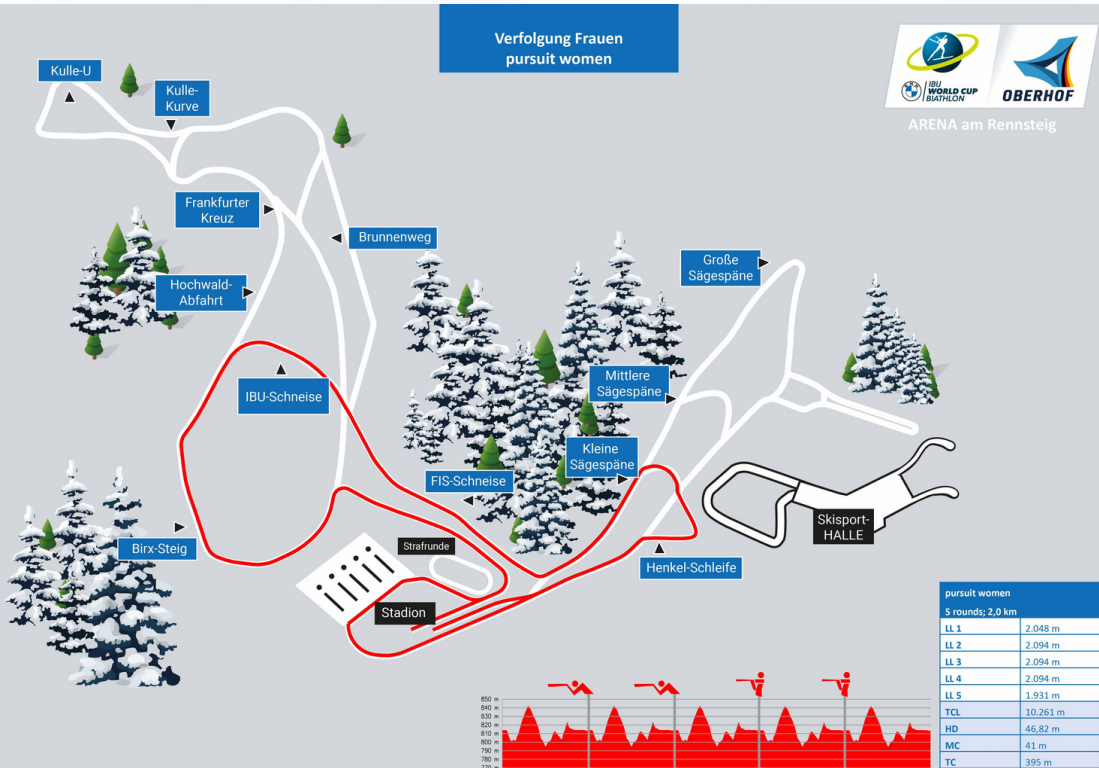 Verfolgung Frauen
pursuit women
IBU
WORLD CUP
BIATHLON
BMW
OBERHOF
ARENA am Rennsteig
Kulle-U
Kulle-
Kurve
Frankfurter
Kreuz
Brunnenweg
Große
Sägespäne
Hochwald-
Abfahrt
IBU-Schneise
Mittlere
Sägespäne
Kleine
Sägespäne
FIS-Schneise
Skisport-
HALLE
Birx-Steig
Strafrunde
Henkel-Schleife
Stadion
pursuit women
5 rounds; 2,0 km
LL 1 2.048 m
LL 2 2.094 m
LL 3 2.094 m
LL 4 2.094 m
LL 5 1.931 m
TCL 10.261 m
HD 46,82 m
MC 41 m
TC 395 m
850 m
840 m
830 m
820 m
810 m
800 m
790 m
780 m
770 m